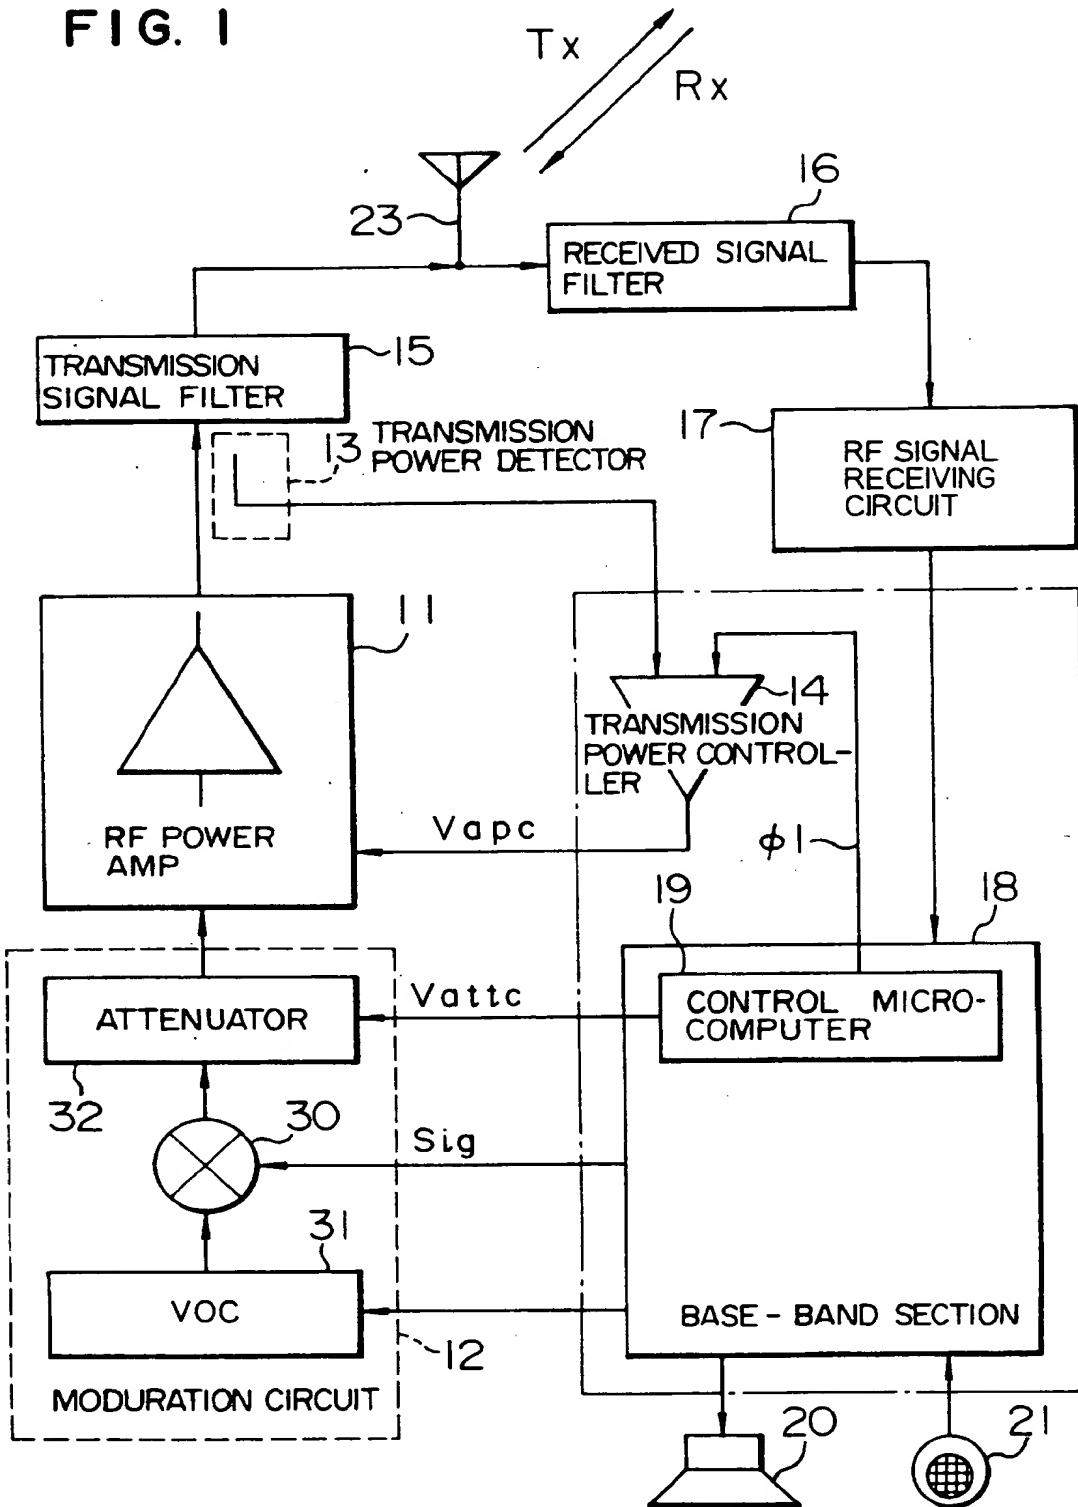 FIG. 1
Tx
Rx
23
16
RECEIVED SIGNAL
FILTER
15
TRANSMISSION
SIGNAL FILTER
13
TRANSMISSION
POWER DETECTOR
17
RF SIGNAL
RECEIVING
CIRCUIT
11
RF POWER
AMP
14
TRANSMISSION
POWER CONTROL-
LER
Vapc
φ1
19
18
CONTROL MICRO-
COMPUTER
Vattc
ATTENUATOR
32
30
Sig
31
VOC
BASE-BAND SECTION
12
MODURATION CIRCUIT
20
21